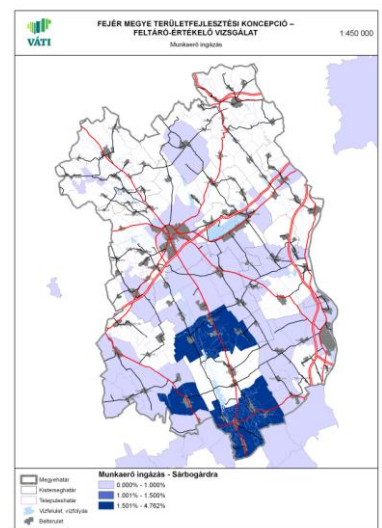 VÁTI
FEJÉR MEGYE TERÜLETFEJLESZTÉSI KONCEPCIÓ –
FELTÁRÓ-ÉRTÉKELŐ VIZSGÁLAT
Munkaerő ingázás
1:450 000
Megyehatár
Kistérséghatár
Településhatár
Vízfelület, vízfolyás
Belterület
Munkaerő ingázás - Sárbogárdra
0.000% - 1.000%
1.001% - 1.500%
1.501% - 4.762%